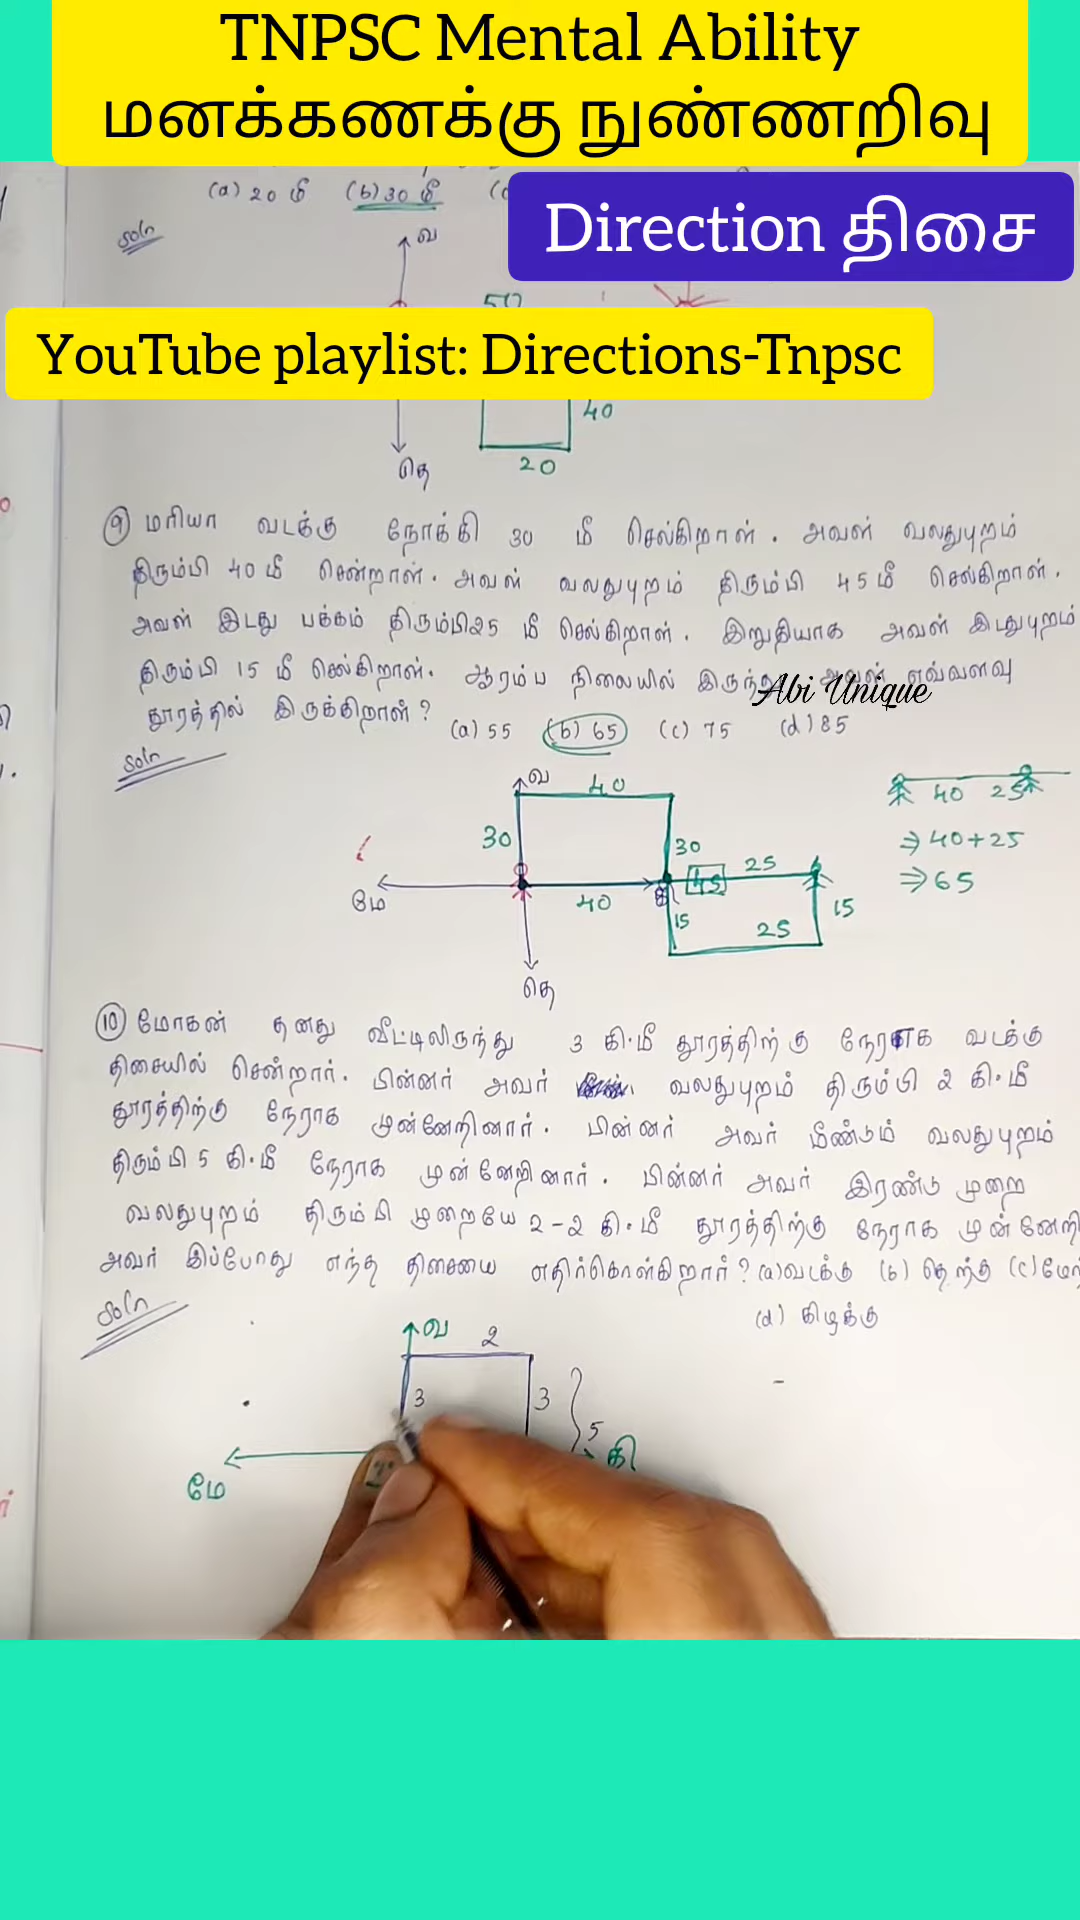 TNPSC Mental Ability
மனக்கணக்கு நுண்ணறிவு
(a) 20 மீ (b) 30 மீ
Direction திசை
Soln
வ
50
YouTube playlist: Directions-Tnpsc
40
தெ
20
9 மரியா வடக்கு நோக்கி 30 மீ செல்கிறாள். அவள் வலதுபுறம்
திரும்பி 40 மீ சென்றாள். அவள் வலதுபுறம் திரும்பி 45 மீ செல்கிறாள்.
அவள் இடது பக்கம் திரும்பி 25 மீ செல்கிறாள். இறுதியாக அவள் இடதுபுறம்
திரும்பி 15 மீ செல்கிறாள். ஆரம்ப நிலையில் இருந்து அவள் எவ்வளவு
Abi Unique
தூரத்தில் இருக்கிறாள்? (a) 55 (b) 65 (c) 75 (d) 85
Soln
வ 40
40 25
30 30
⇒ 40+25
45 25
⇒ 65
மே 40 கி
15 25 15
தெ
10 மோகன் தனது வீட்டிலிருந்து 3 கி.மீ தூரத்திற்கு நேராக வடக்கு
திசையில் சென்றார். பின்னர் அவர் வலதுபுறம் திரும்பி 2 கி.மீ
தூரத்திற்கு நேராக முன்னேறினார். பின்னர் அவர் மீண்டும் வலதுபுறம்
திரும்பி 5 கி.மீ நேராக முன்னேறினார். பின்னர் அவர் இரண்டு முறை
வலதுபுறம் திரும்பி முறையே 2-2 கி.மீ தூரத்திற்கு நேராக முன்னேறி
அவர் இப்போது எந்த திசையை எதிர்கொள்கிறார்? (a) வடக்கு (b) தெற்கு (c) மேற்
(d) கிழக்கு
Soln
வ 2
3 3 5
மே கி